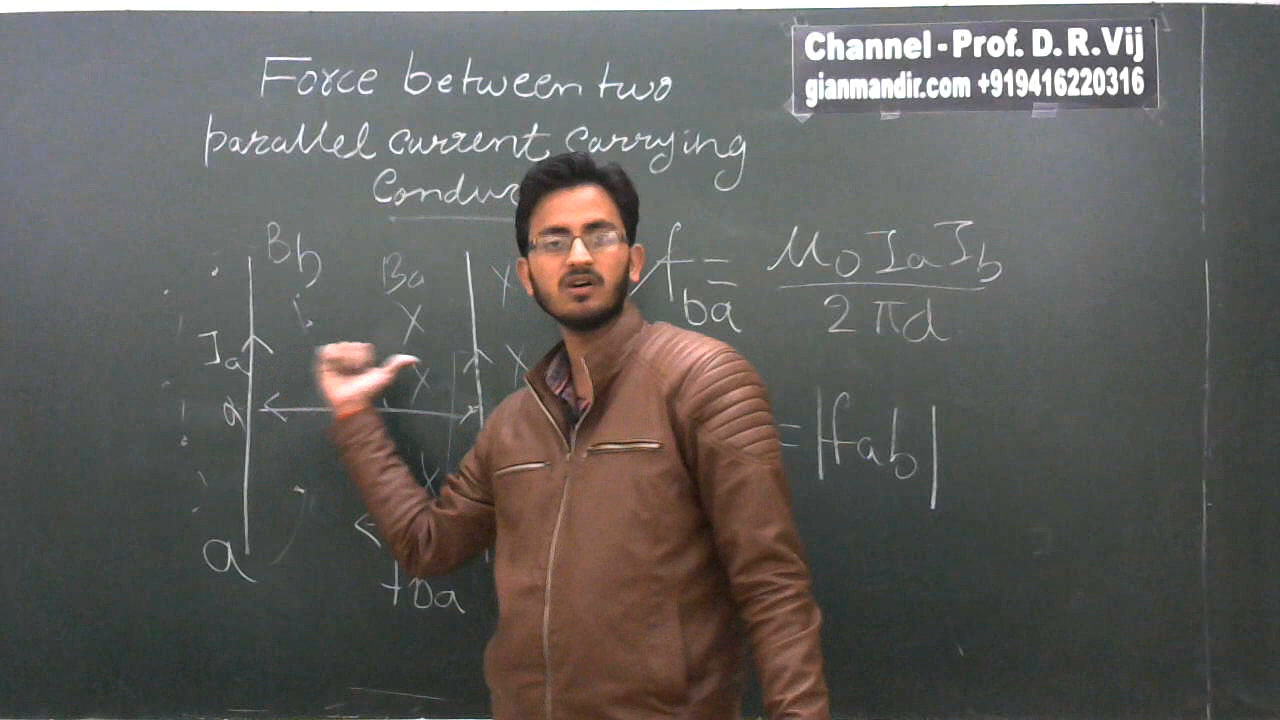 Channel - Prof. D. R. Vij
gianmandir.com +919416220316
Force between two
parallel current carrying
Bb
Ba
X
X
X
X
X
Ia
a
fba = μ0 Ia Ib
2πd
= |fab|